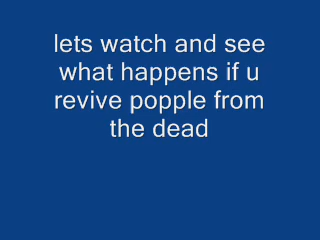 lets watch and see
what happens if u
revive popple from
the dead